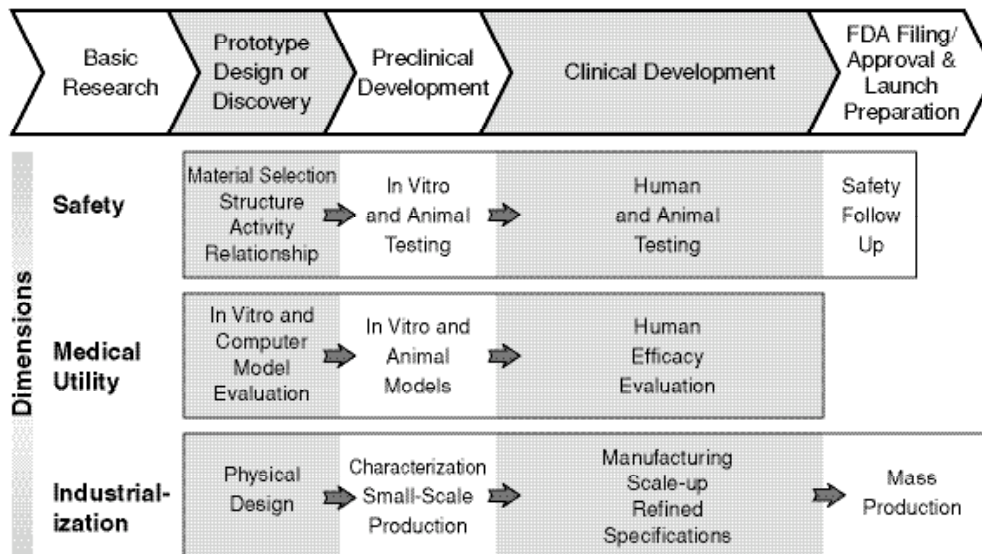 Basic
Research
Prototype
Design or
Discovery
Preclinical
Development
Clinical Development
FDA Filing/
Approval &
Launch
Preparation
Dimensions
Safety
Material Selection
Structure
Activity
Relationship
In Vitro
and Animal
Testing
Human
and Animal
Testing
Safety
Follow
Up
Medical
Utility
In Vitro and
Computer
Model
Evaluation
In Vitro and
Animal
Models
Human
Efficacy
Evaluation
Industrial-
ization
Physical
Design
Characterization
Small-Scale
Production
Manufacturing
Scale-up
Refined
Specifications
Mass
Production